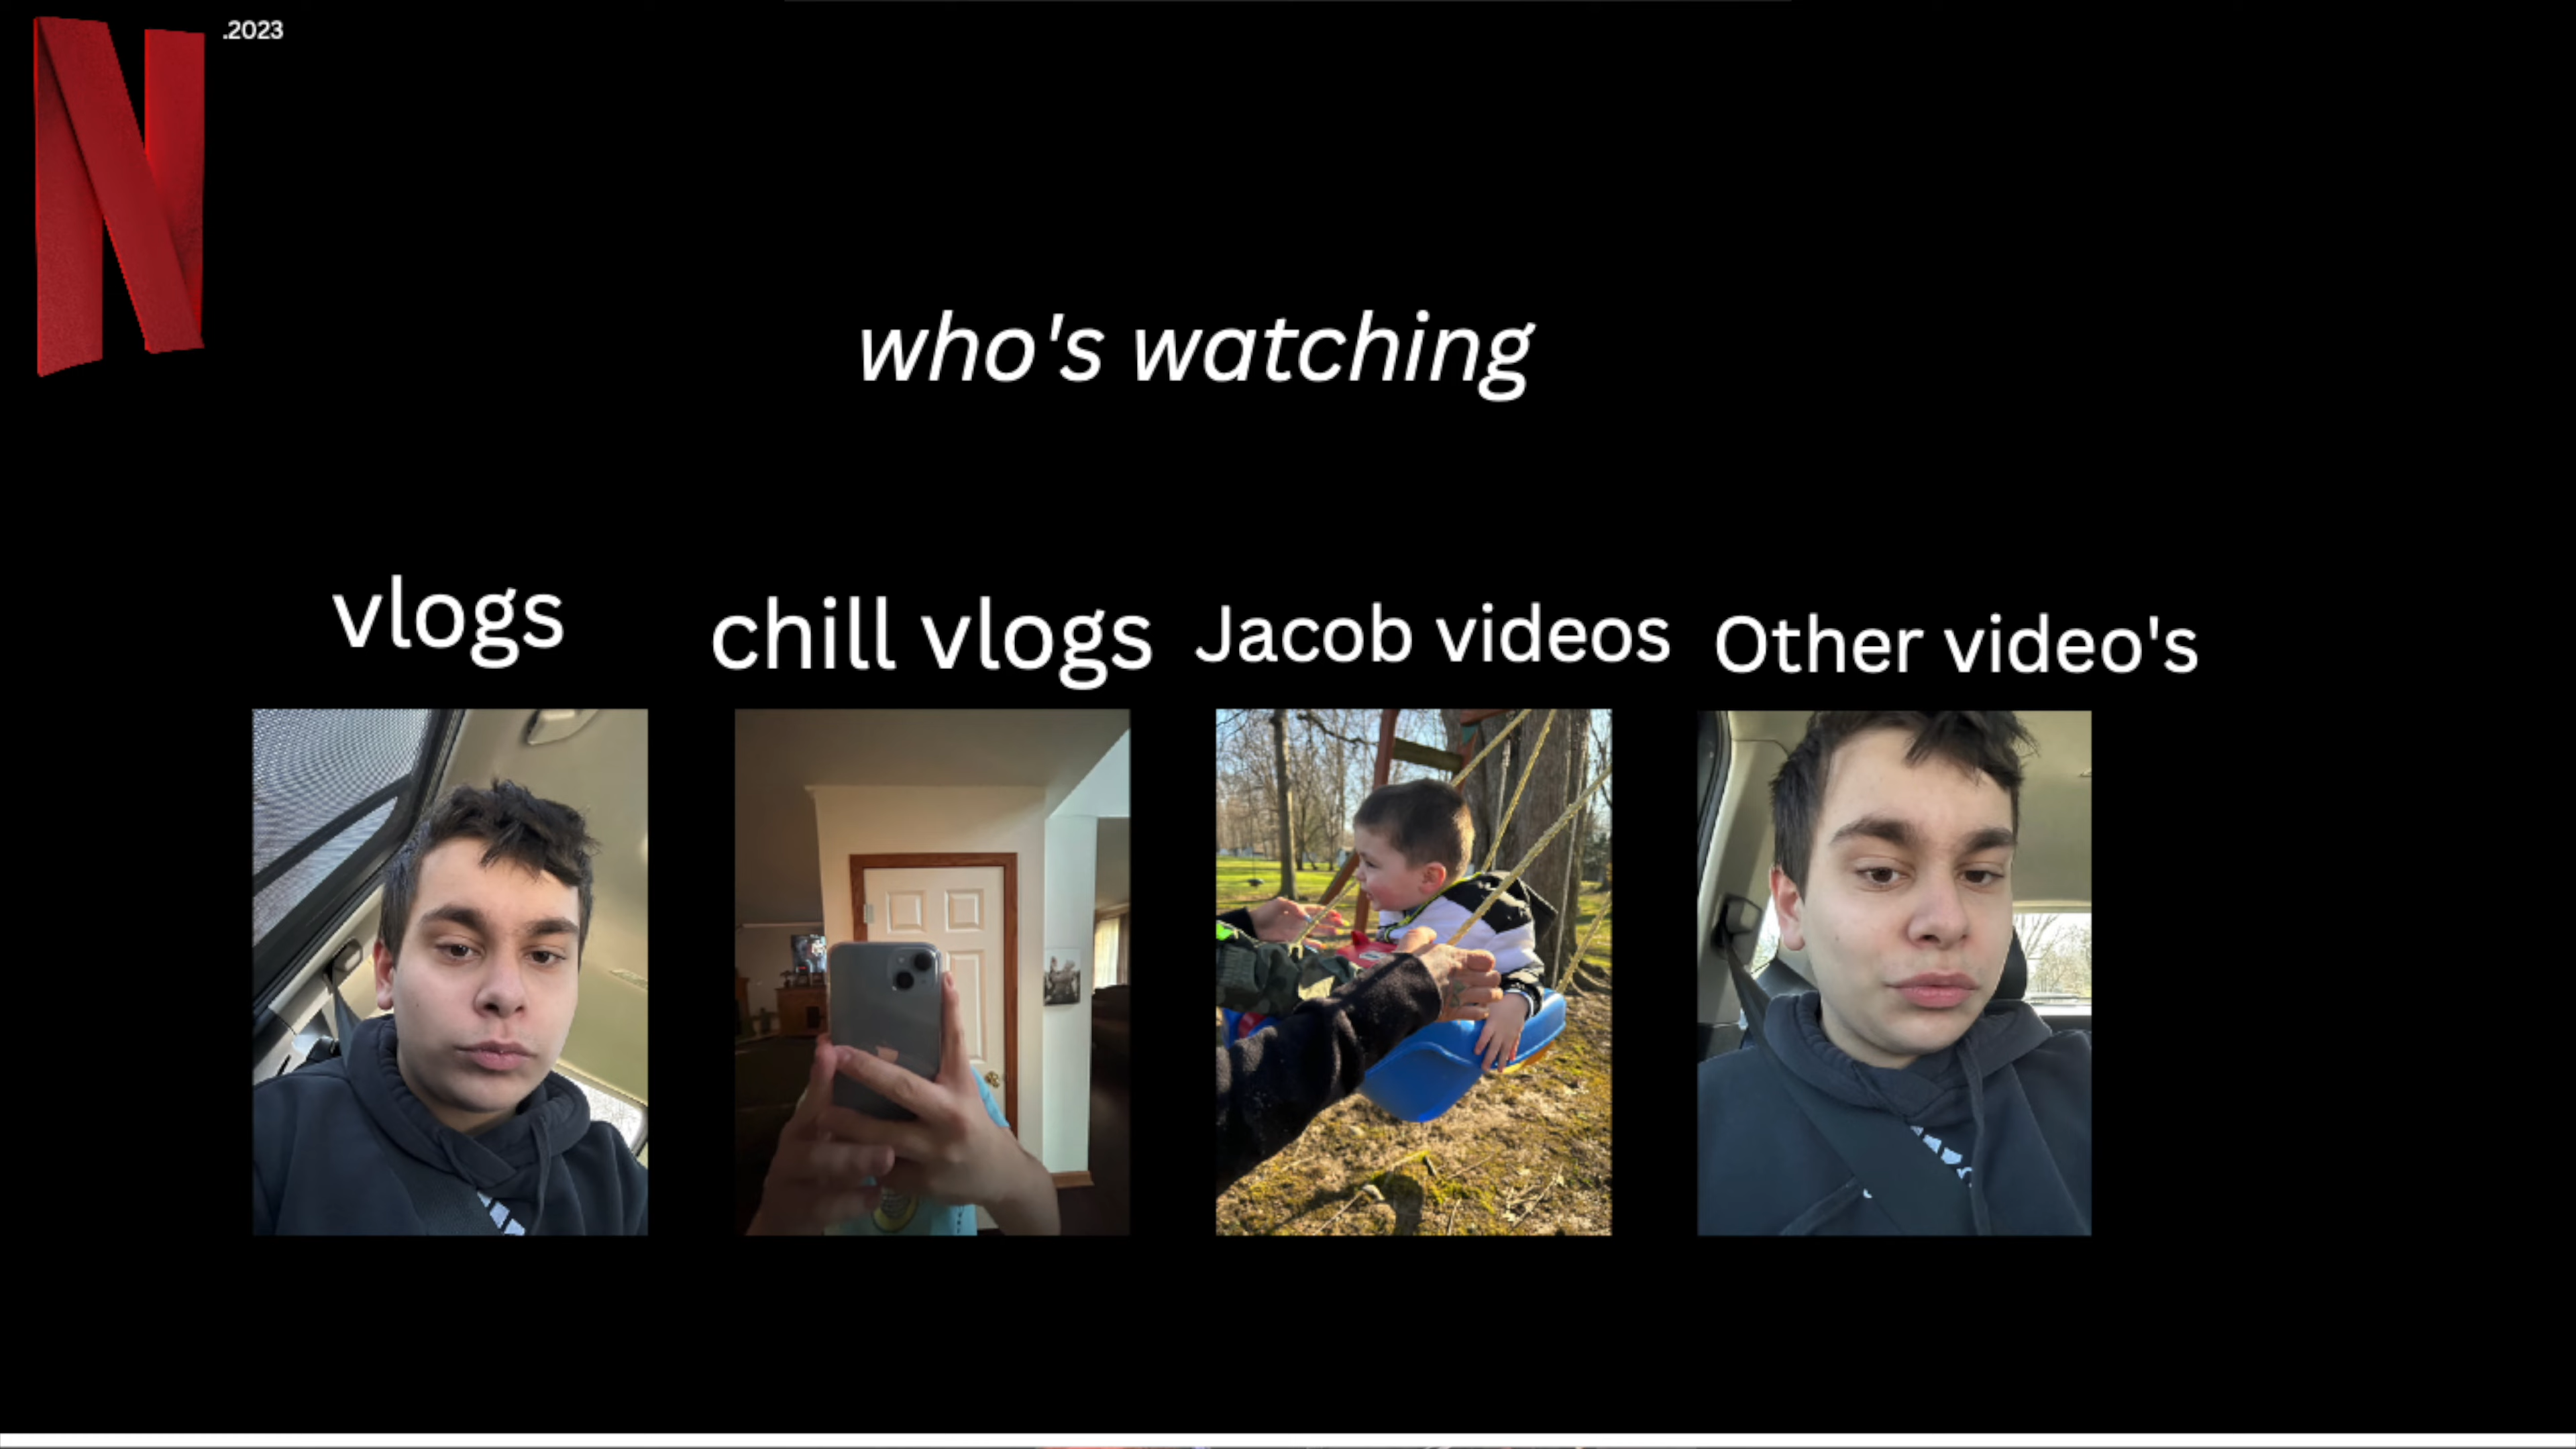 N
.2023
who's watching
vlogs
chill vlogs
Jacob videos
Other video's